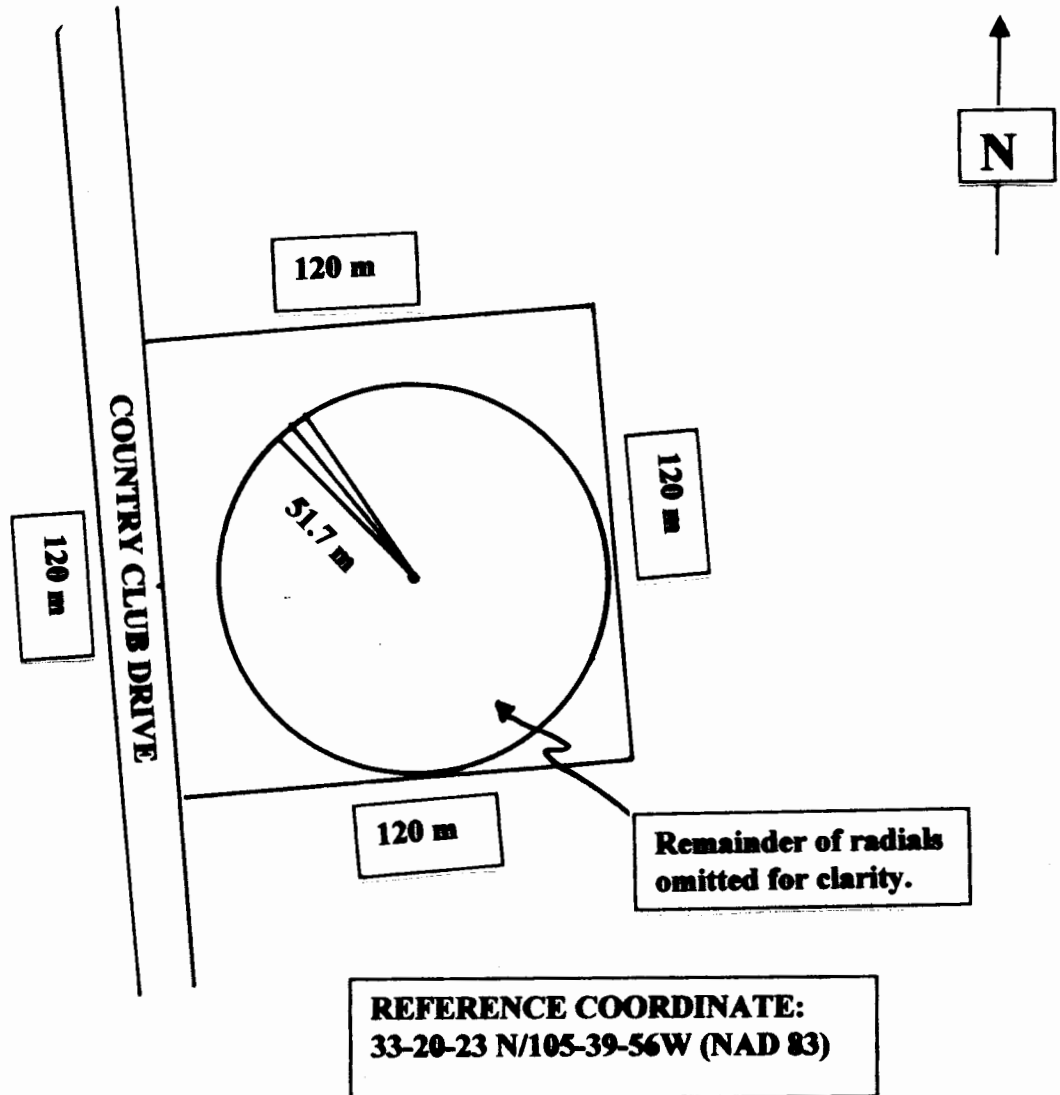 N
120 m
COUNTRY CLUB DRIVE
120 m
120 m
51.7 m
120 m
Remainder of radials
omitted for clarity.
REFERENCE COORDINATE:
33-20-23 N/105-39-56W (NAD 83)